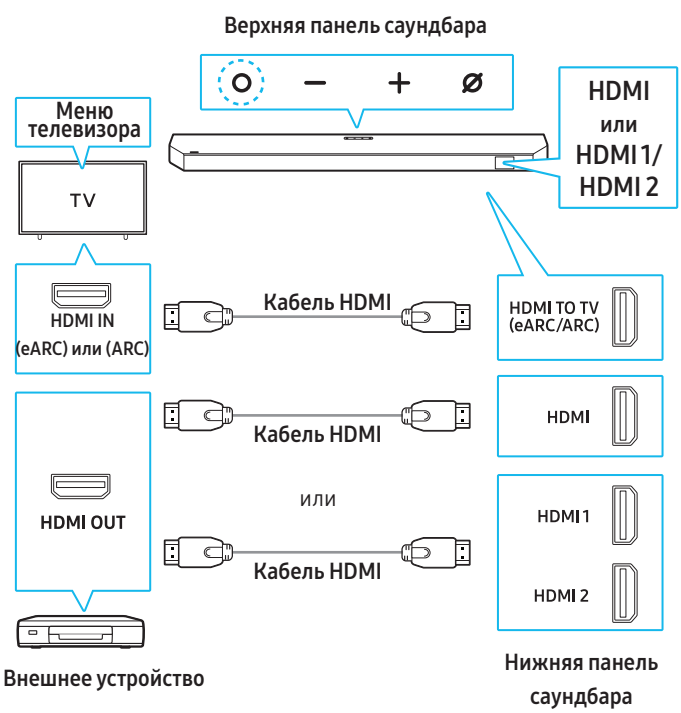 Верхняя панель саундбара
Меню
телевизора
HDMI
или
HDMI 1/
HDMI 2
TV
HDMI IN
(eARC) или (ARC)
Кабель HDMI
HDMI TO TV
(eARC/ARC)
HDMI OUT
Кабель HDMI
HDMI
или
Кабель HDMI
HDMI 1
HDMI 2
Внешнее устройство
Нижняя панель
саундбара